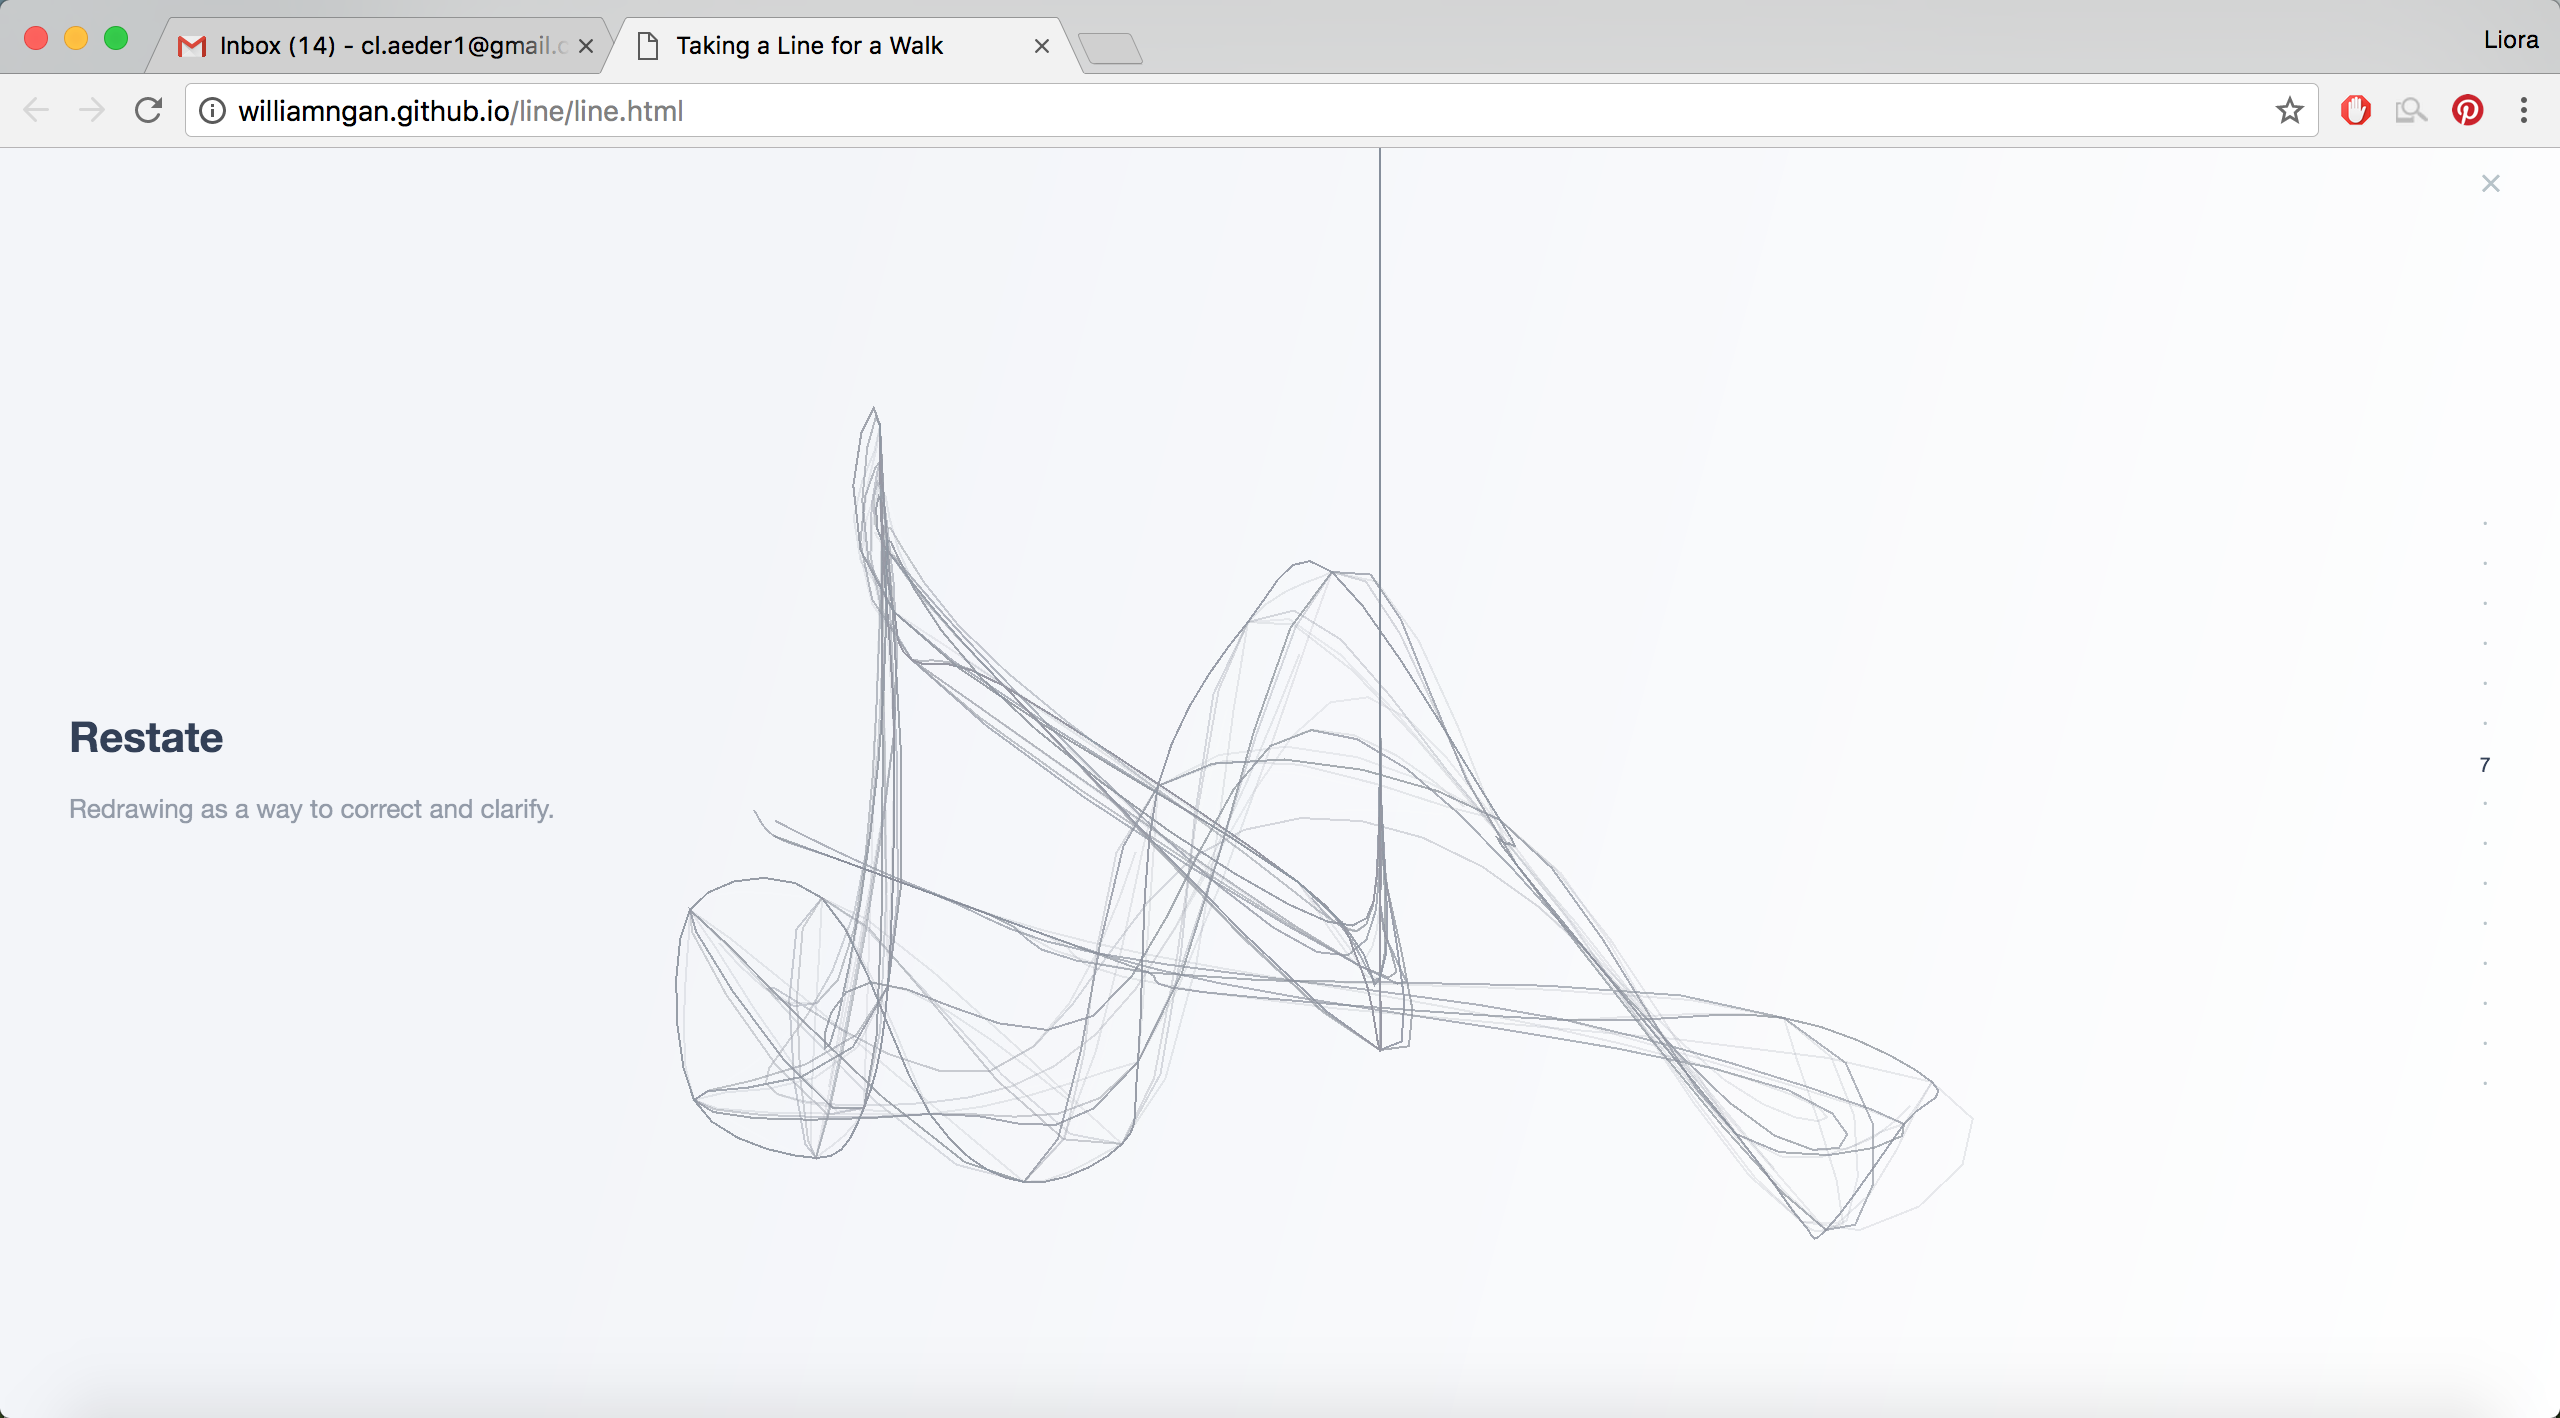 Inbox (14) - cl.aeder1@gmail.c
Taking a Line for a Walk
Liora
williamngan.github.io/line/line.html
Restate
7
Redrawing as a way to correct and clarify.